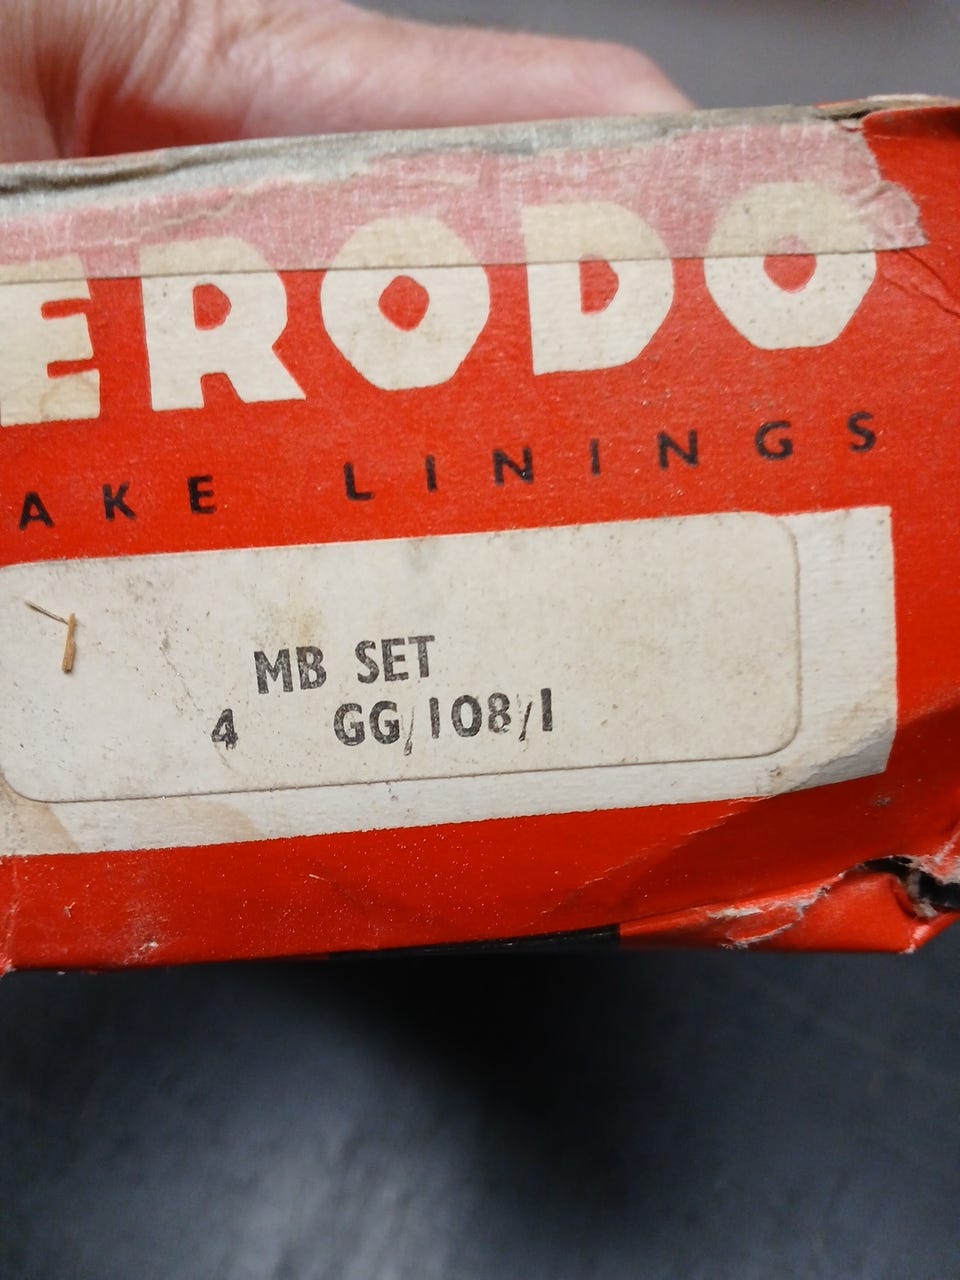 ERODO
AKE LININGS
MB SET
4 GG/108/1